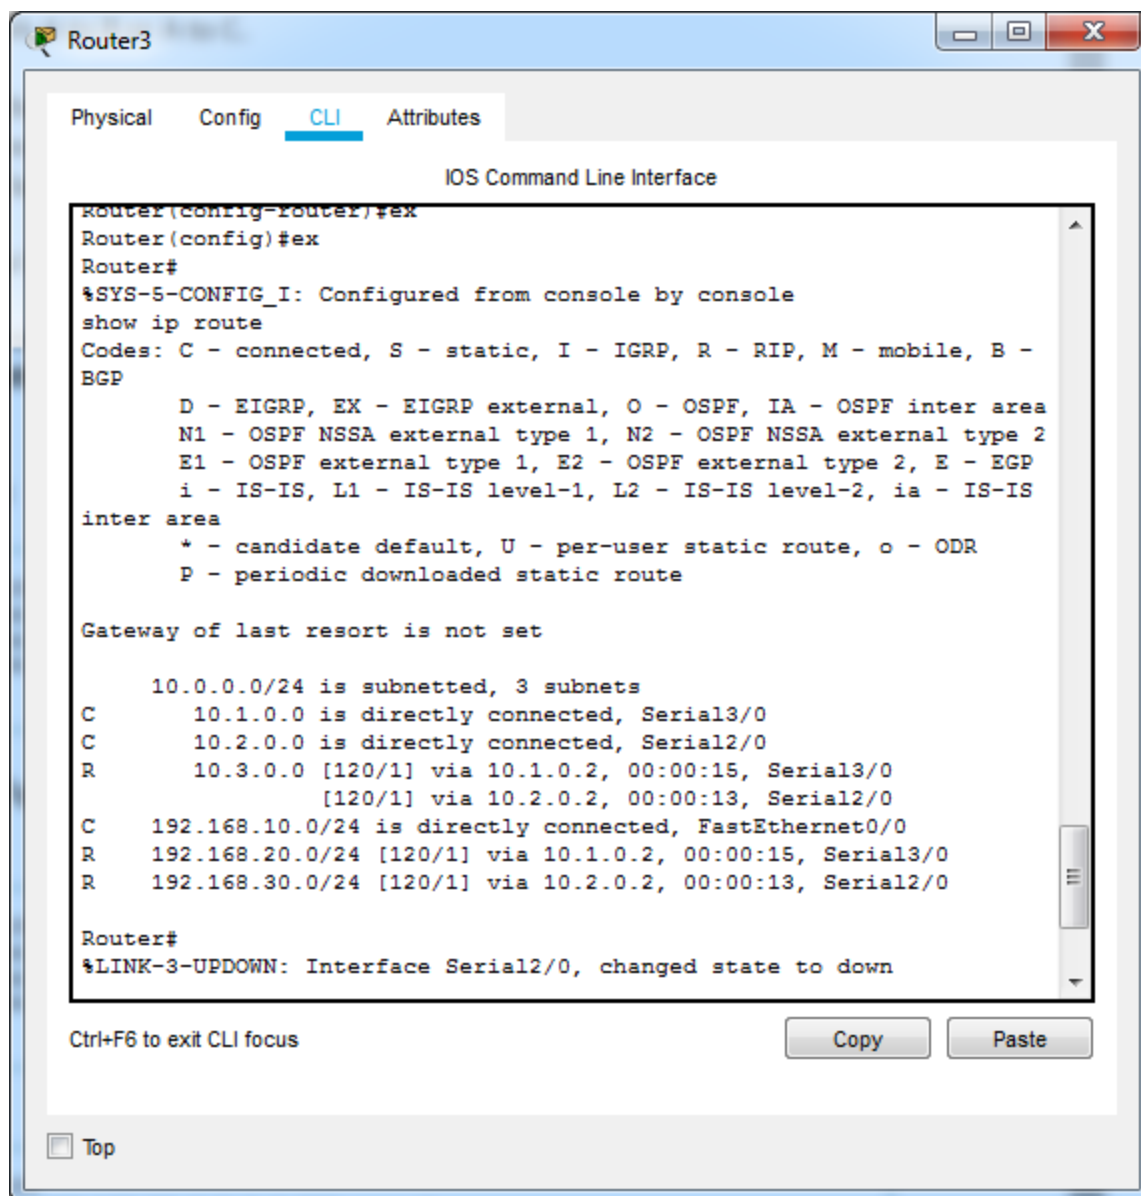 Router3
Physical Config CLI Attributes
IOS Command Line Interface
Router(config-router)#ex
Router(config)#ex
Router#
%SYS-5-CONFIG_I: Configured from console by console
show ip route
Codes: C - connected, S - static, I - IGRP, R - RIP, M - mobile, B -
BGP
       D - EIGRP, EX - EIGRP external, O - OSPF, IA - OSPF inter area
       N1 - OSPF NSSA external type 1, N2 - OSPF NSSA external type 2
       E1 - OSPF external type 1, E2 - OSPF external type 2, E - EGP
       i - IS-IS, L1 - IS-IS level-1, L2 - IS-IS level-2, ia - IS-IS
inter area
       * - candidate default, U - per-user static route, o - ODR
       P - periodic downloaded static route
Gateway of last resort is not set
     10.0.0.0/24 is subnetted, 3 subnets
C       10.1.0.0 is directly connected, Serial3/0
C       10.2.0.0 is directly connected, Serial2/0
R       10.3.0.0 [120/1] via 10.1.0.2, 00:00:15, Serial3/0
                 [120/1] via 10.2.0.2, 00:00:13, Serial2/0
C    192.168.10.0/24 is directly connected, FastEthernet0/0
R    192.168.20.0/24 [120/1] via 10.1.0.2, 00:00:15, Serial3/0
R    192.168.30.0/24 [120/1] via 10.2.0.2, 00:00:13, Serial2/0
Router#
%LINK-3-UPDOWN: Interface Serial2/0, changed state to down
Ctrl+F6 to exit CLI focus
Copy Paste
Top